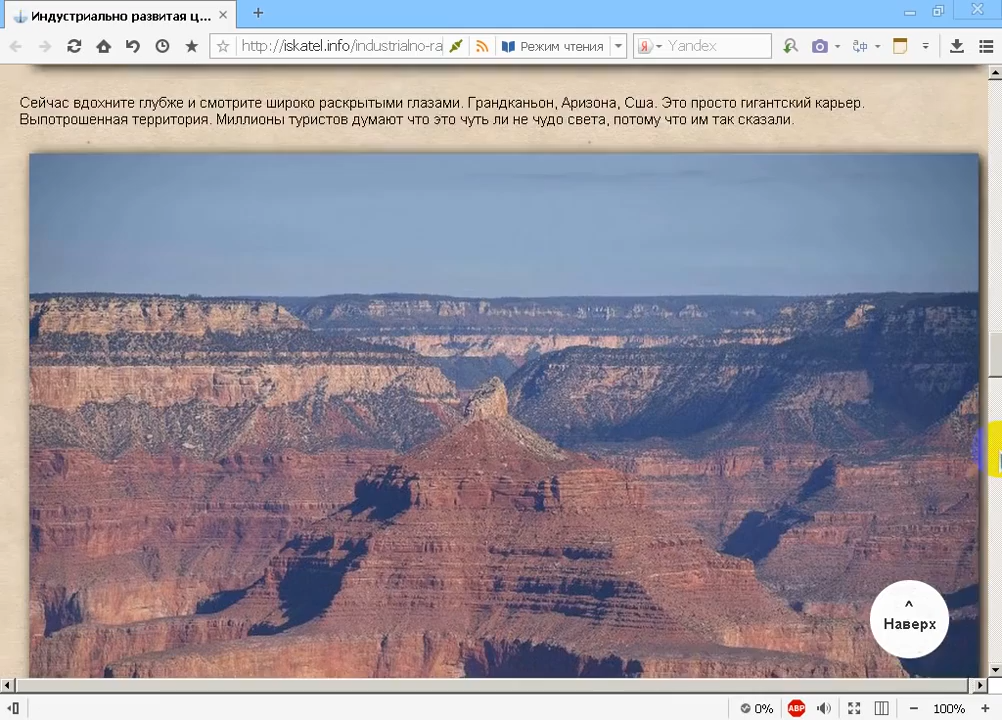 Индустриально развитая ц...
http://iskatel.info/industrialno-ra
Режим чтения
Yandex
Сейчас вдохните глубже и смотрите широко раскрытыми глазами. Грандканьон, Аризона, Сша. Это просто гигантский карьер.
Выпотрошенная территория. Миллионы туристов думают что это чуть ли не чудо света, потому что им так сказали.
^
Наверх
0%
ABP
100%